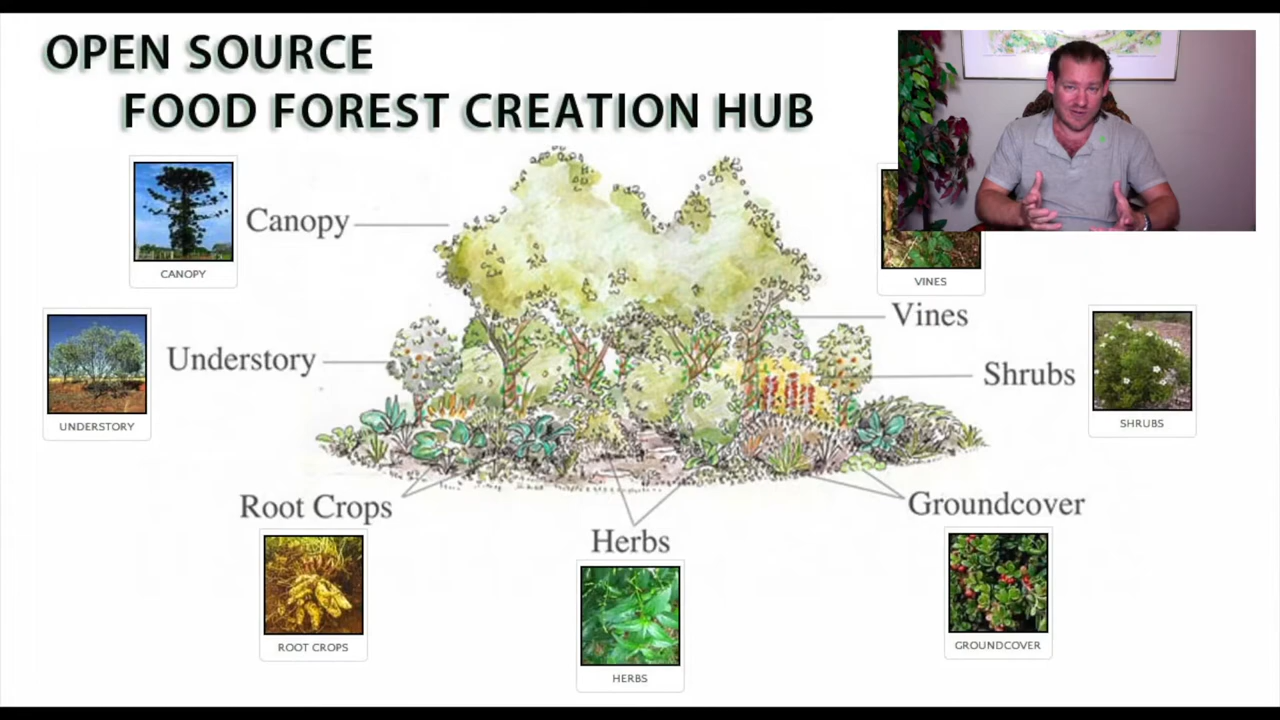 OPEN SOURCE
FOOD FOREST CREATION HUB
Canopy
CANOPY
VINES
Vines
Understory
UNDERSTORY
Shrubs
SHRUBS
Root Crops
ROOT CROPS
Herbs
HERBS
Groundcover
GROUNDCOVER